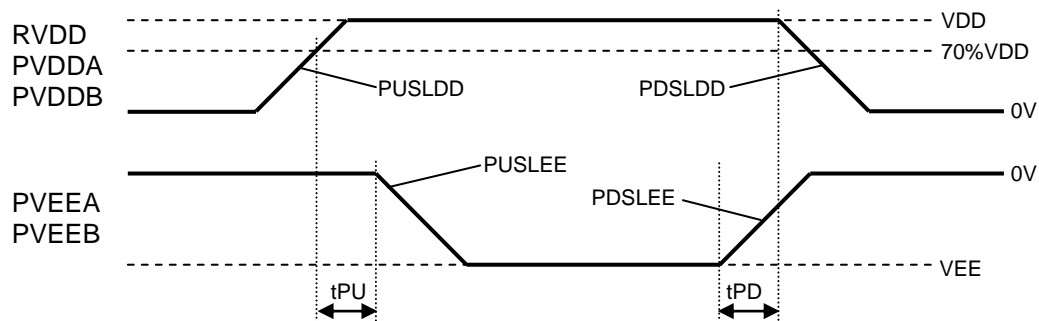 RVDD
PVDDA
PVDDB
VDD
70%VDD
PUSLDD
PDSLDD
0V
PVEEA
PVEEB
PUSLEE
PDSLEE
0V
VEE
tPU
tPD